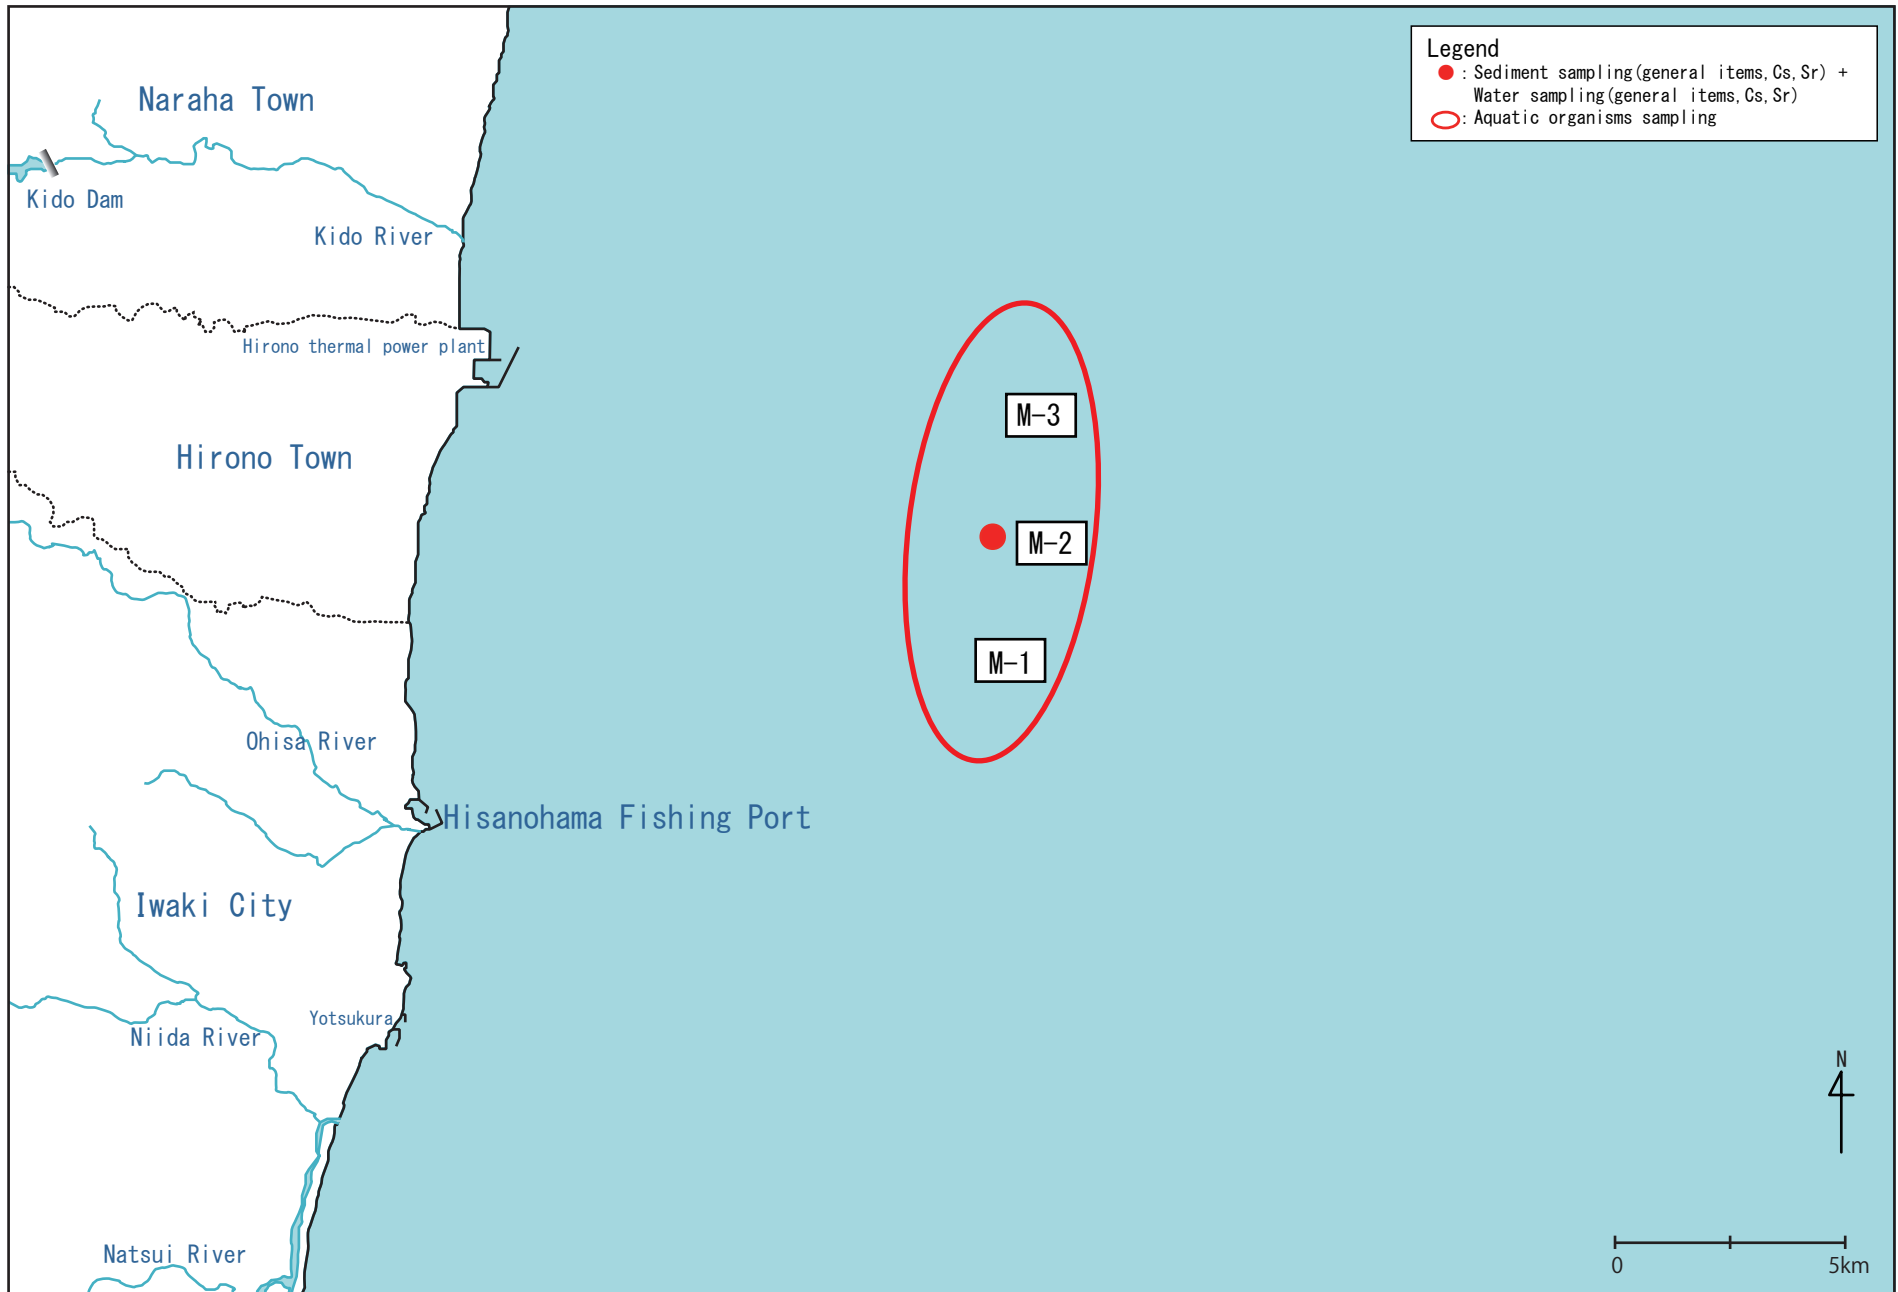 Legend
: Sediment sampling(general items,Cs,Sr) +
Water sampling(general items,Cs,Sr)
: Aquatic organisms sampling
Naraha Town
Kido Dam
Kido River
Hirono thermal power plant
M-3
Hirono Town
M-2
M-1
Ohisa River
Hisanohama Fishing Port
Iwaki City
Yotsukura
Niida River
N
Natsui River
0 5km